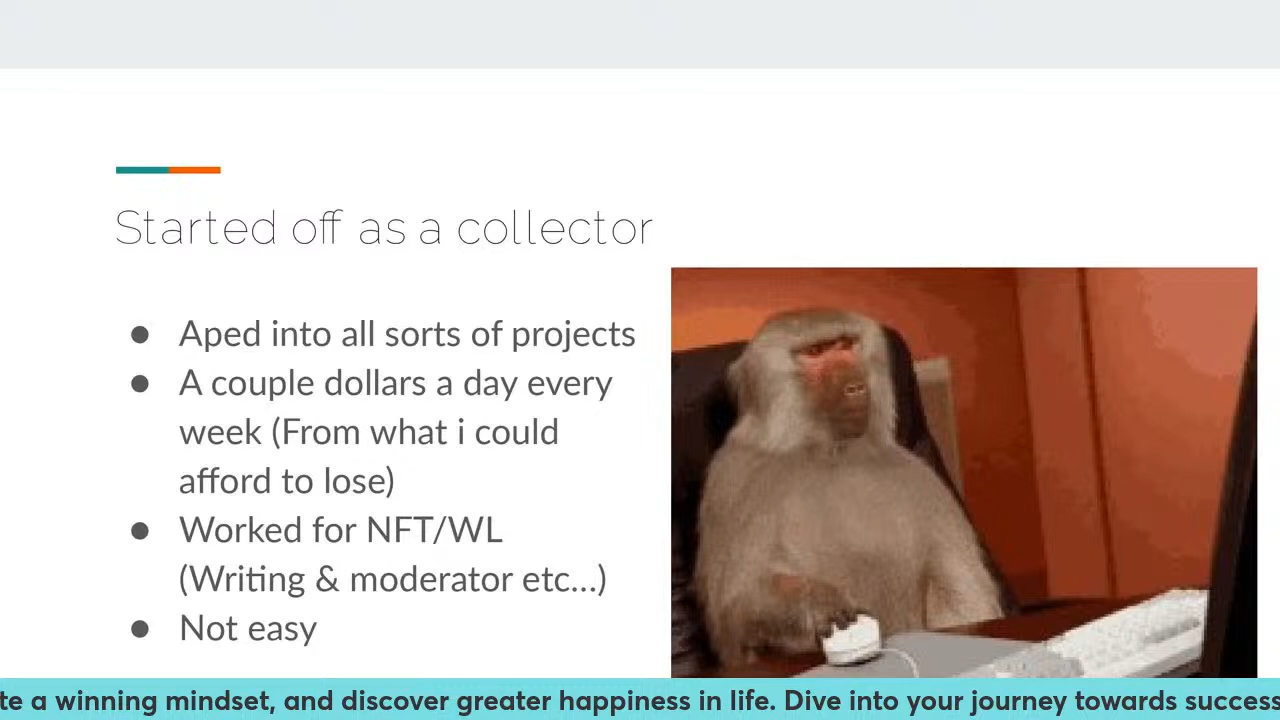 Started off as a collector
● Aped into all sorts of projects
● A couple dollars a day every
week (From what i could
afford to lose)
● Worked for NFT/WL
(Writing & moderator etc...)
● Not easy
te a winning mindset, and discover greater happiness in life. Dive into your journey towards success